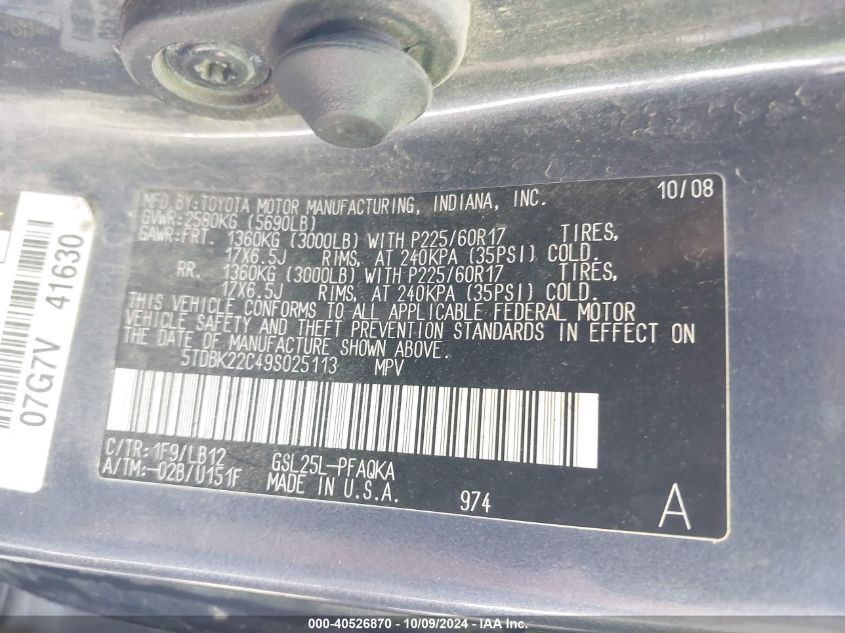 MFD.BY:TOYOTA MOTOR MANUFACTURING, INDIANA, INC. 10/08
GVWR:2580KG (5690LB)
GAWR:FRT. 1360KG (3000LB) WITH P225/60R17 TIRES,
17X6.5J RIMS, AT 240KPA (35PSI) COLD.
RR. 1360KG (3000LB) WITH P225/60R17 TIRES,
17X6.5J RIMS, AT 240KPA (35PSI) COLD.
THIS VEHICLE CONFORMS TO ALL APPLICABLE FEDERAL MOTOR
VEHICLE SAFETY AND THEFT PREVENTION STANDARDS IN EFFECT ON
THE DATE OF MANUFACTURE SHOWN ABOVE.
5TDBK22C49S025113 MPV
C/TR:1F9/LB12 GSL25L-PFAQKA
A/TM:-02B/U151F MADE IN U.S.A. 974 A
07G7V 41630
000-40526870 - 10/09/2024 - IAA Inc.